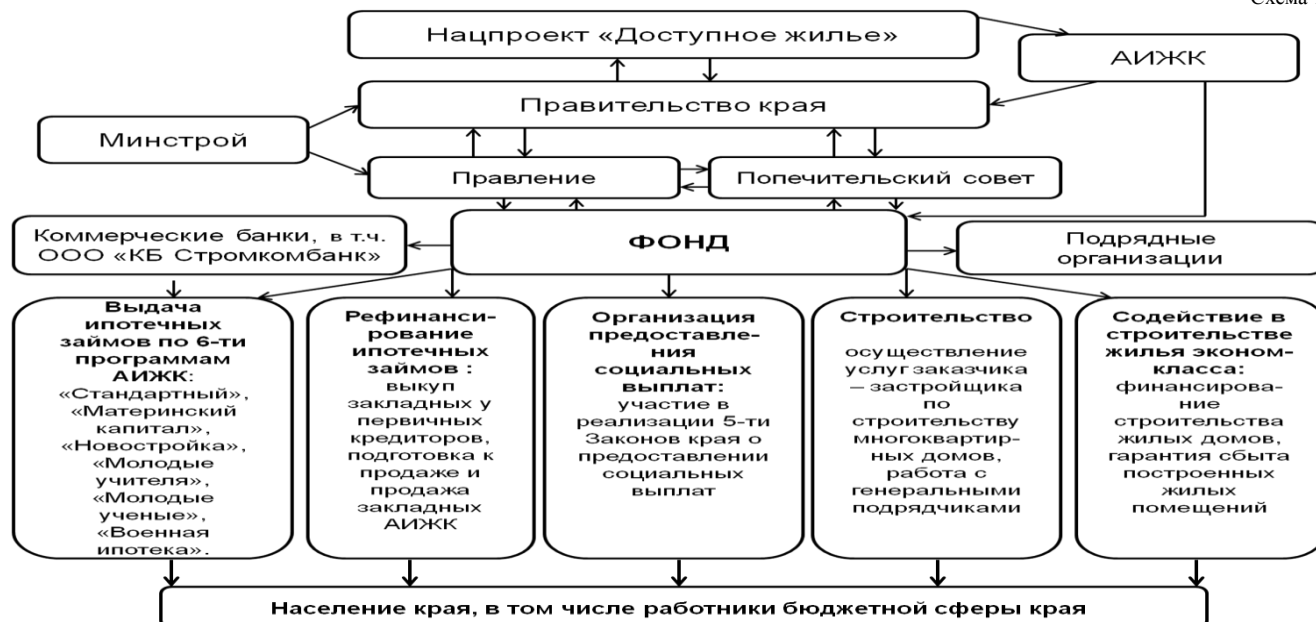 Схема
Нацпроект «Доступное жилье»
АИЖК
Правительство края
Минстрой
Правление
Попечительский совет
Коммерческие банки, в т.ч.
ООО «КБ Стромкомбанк»
ФОНД
Подрядные
организации
Выдача
ипотечных
займов по 6-ти
программам
АИЖК:
«Стандартный»,
«Материнский
капитал»,
«Новостройка»,
«Молодые
учителя»,
«Молодые
ученые»,
«Военная
ипотека».
Рефинанси-
рование
ипотечных
займов :
выкуп
закладных у
первичных
кредиторов,
подготовка к
продаже и
продажа
закладных
АИЖК
Организация
предоставле-
ния
социальных
выплат:
участие в
реализации 5-ти
Законов края о
предоставлении
социальных
выплат
Строительство
осуществление
услуг заказчика
– застройщика
по
строительству
многоквартир-
ных домов,
работа с
генеральными
подрядчиками
Содействие в
строительстве
жилья эконом-
класса:
финансирова-
ние
строительства
жилых домов,
гарантия сбыта
построенных
жилых
помещений
Население края, в том числе работники бюджетной сферы края